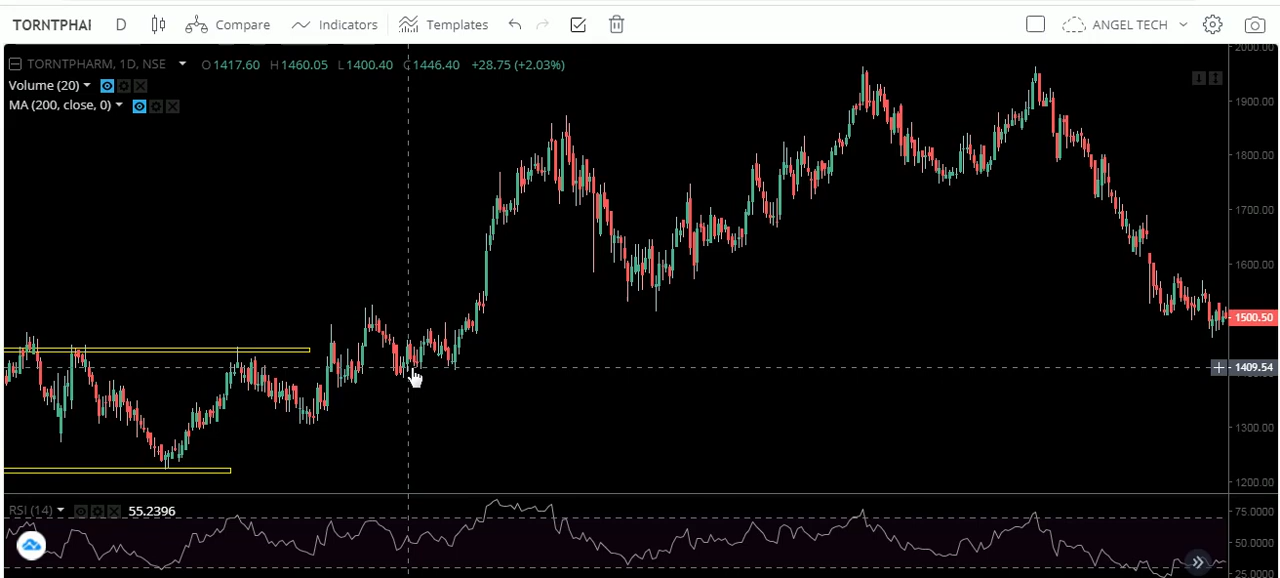 TORNTPHAI D Compare Indicators Templates ANGEL TECH
TORNTPHARM, 1D, NSE O 1417.60 H 1460.05 L 1400.40 C 1446.40 +28.75 (+2.03%)
Volume (20)
MA (200, close, 0)
2000.00
1900.00
1800.00
1700.00
1600.00
1500.50
1409.54
1300.00
1200.00
RSI (14) 55.2396
75.0000
50.0000
25.0000